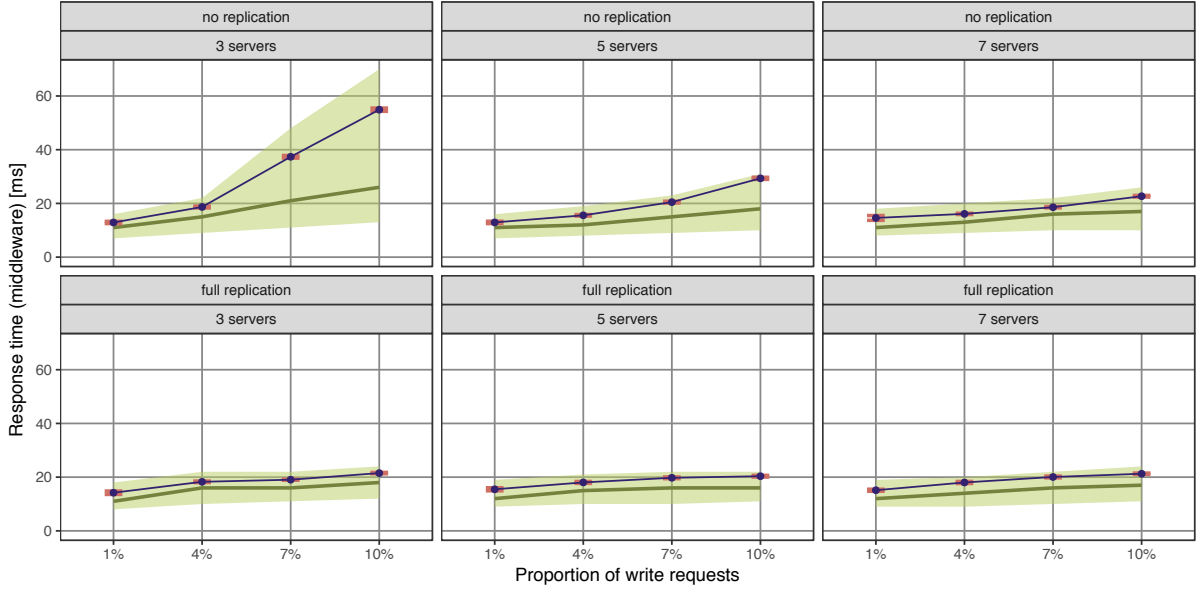 no replication
no replication
no replication
3 servers
5 servers
7 servers
60
40
20
0
full replication
full replication
full replication
3 servers
5 servers
7 servers
60
40
20
0
1% 4% 7% 10%
1% 4% 7% 10%
1% 4% 7% 10%
Proportion of write requests
Response time (middleware) [ms]